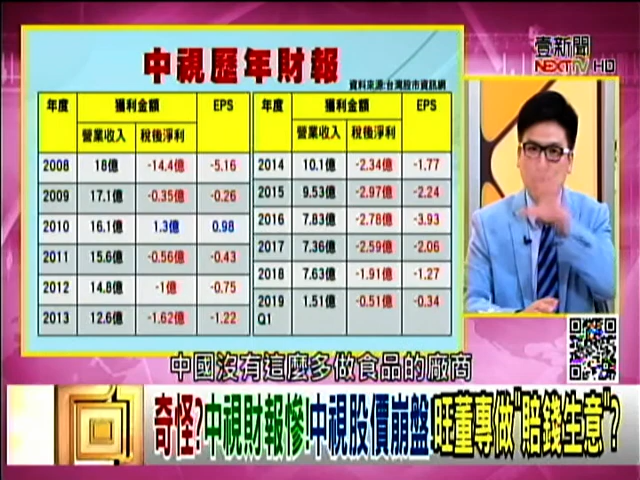 中視歷年財報
壹新聞
NEXTTV HD
資料來源:台灣股市資訊網
年度 獲利金額 EPS 年度 獲利金額 EPS
營業收入 稅後淨利 營業收入 稅後淨利
2008 18億 -14.4億 -5.16 2014 10.1億 -2.34億 -1.77
2009 17.1億 -0.35億 -0.26 2015 9.53億 -2.97億 -2.24
2010 16.1億 1.3億 0.98 2016 7.83億 -2.78億 -3.93
2011 15.6億 -0.56億 -0.43 2017 7.36億 -2.59億 -2.06
2012 14.8億 -1億 -0.75 2018 7.63億 -1.91億 -1.27
2013 12.6億 -1.62億 -1.22 2019 Q1 1.51億 -0.51億 -0.34
中國沒有這麼多做食品的廠商
奇怪?中視財報慘!中視股價崩盤!旺董專做"賠錢生意"?